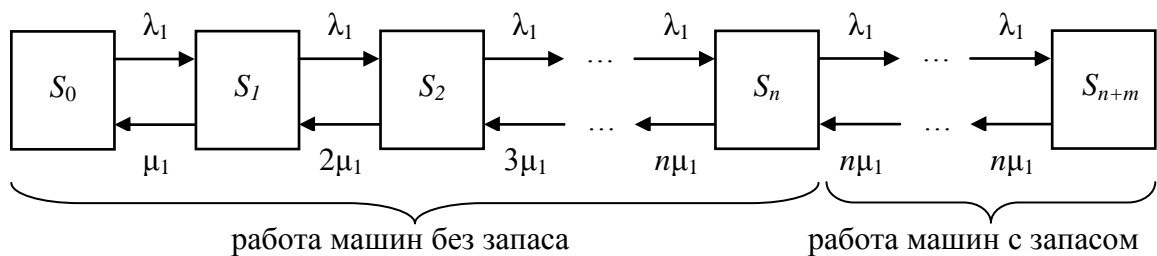 λ₁ λ₁ λ₁ … λ₁ λ₁ … λ₁
S₀ S₁ S₂ Sₙ Sₙ₊ₘ
… …
μ₁ 2μ₁ 3μ₁ nμ₁ nμ₁ nμ₁
работа машин без запаса работа машин с запасом